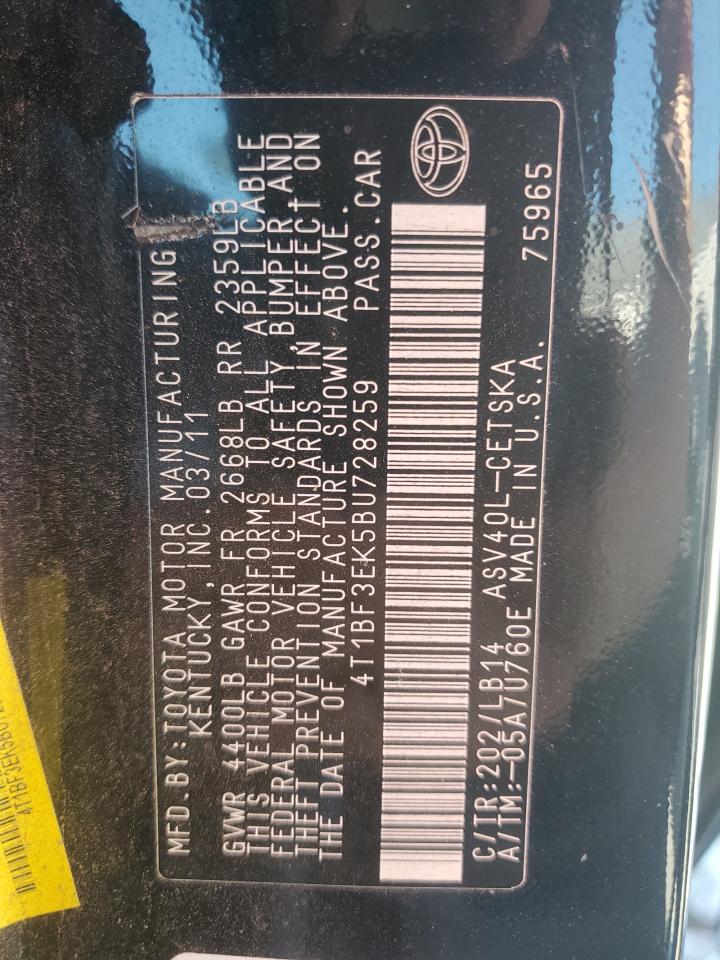 MFD.BY:TOYOTA MOTOR MANUFACTURING
KENTUCKY,INC.03/11
GVWR 4400LB GAWR FR 2668LB RR 2359LB
THIS VEHICLE CONFORMS TO ALL APPLICABLE
FEDERAL MOTOR VEHICLE SAFETY,BUMPER,AND
THEFT PREVENTION STANDARDS IN EFFECT ON
THE DATE OF MANUFACTURE SHOWN ABOVE.
4T1BF3EK5BU728259 PASS.CAR
C/TR:202/LB14 ASV40L-CETSKA
A/TM:-05A/U760E MADE IN U.S.A. 75965